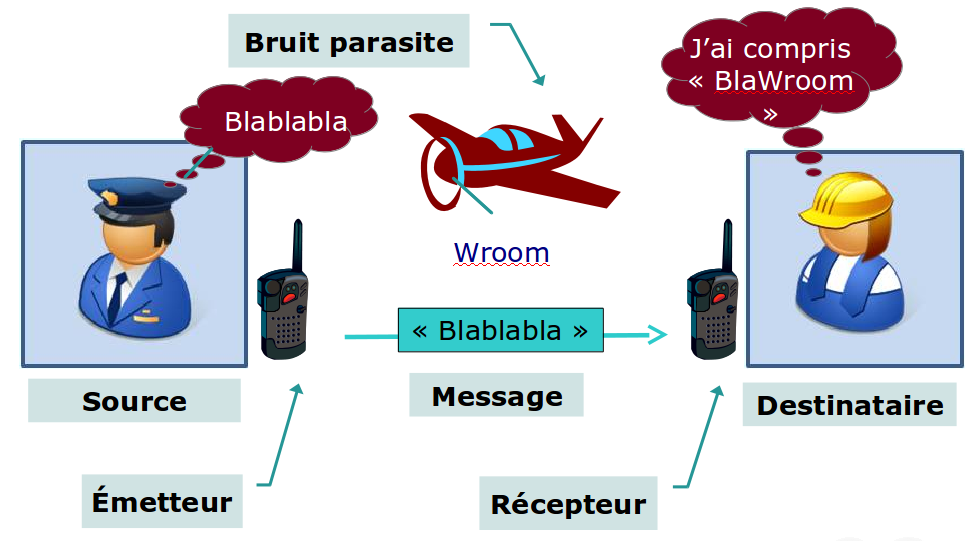 Bruit parasite
J’ai compris
« BlaWroom
»
Blablabla
Wroom
« Blablabla »
Source
Message
Destinataire
Émetteur
Récepteur